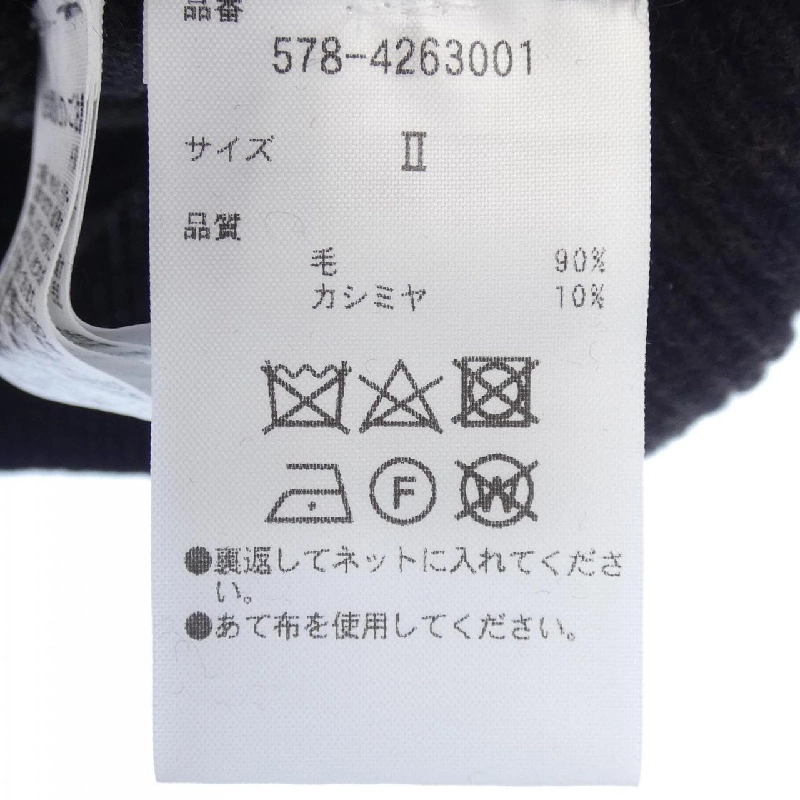 品番
578-4263001
サイズ Ⅱ
品質
毛 90%
カシミヤ 10%
F
W
●裏返してネットに入れてくださ
い。
●あて布を使用してください。